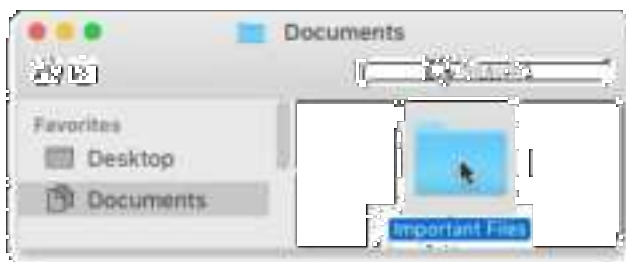 Documents
Favorites
Desktop
Documents
Important Files